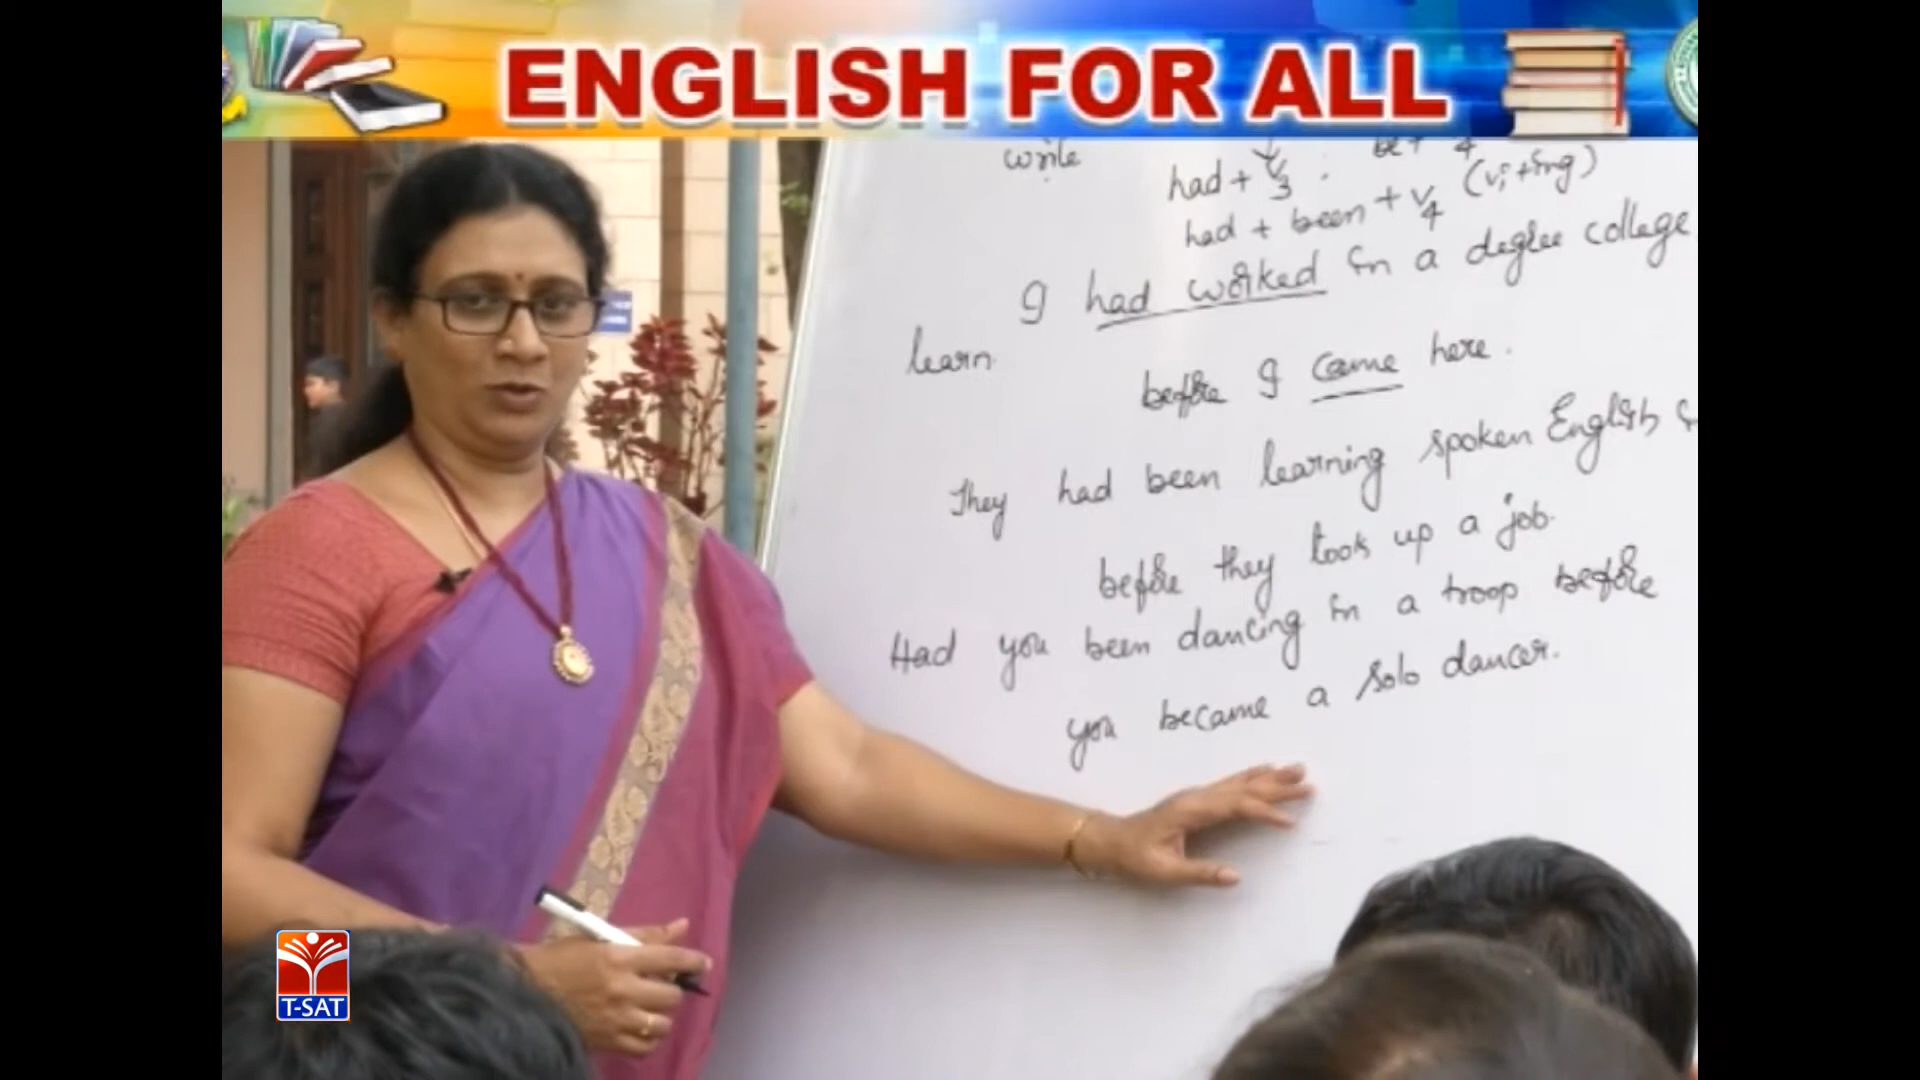 ENGLISH FOR ALL
write
had + V3 .
had + been + V4 (V1 + ing)
I had worked in a degree college
learn
before I came here .
They had been learning spoken English
before they took up a job.
Had you been dancing in a troop before
you became a solo dancer.
T-SAT